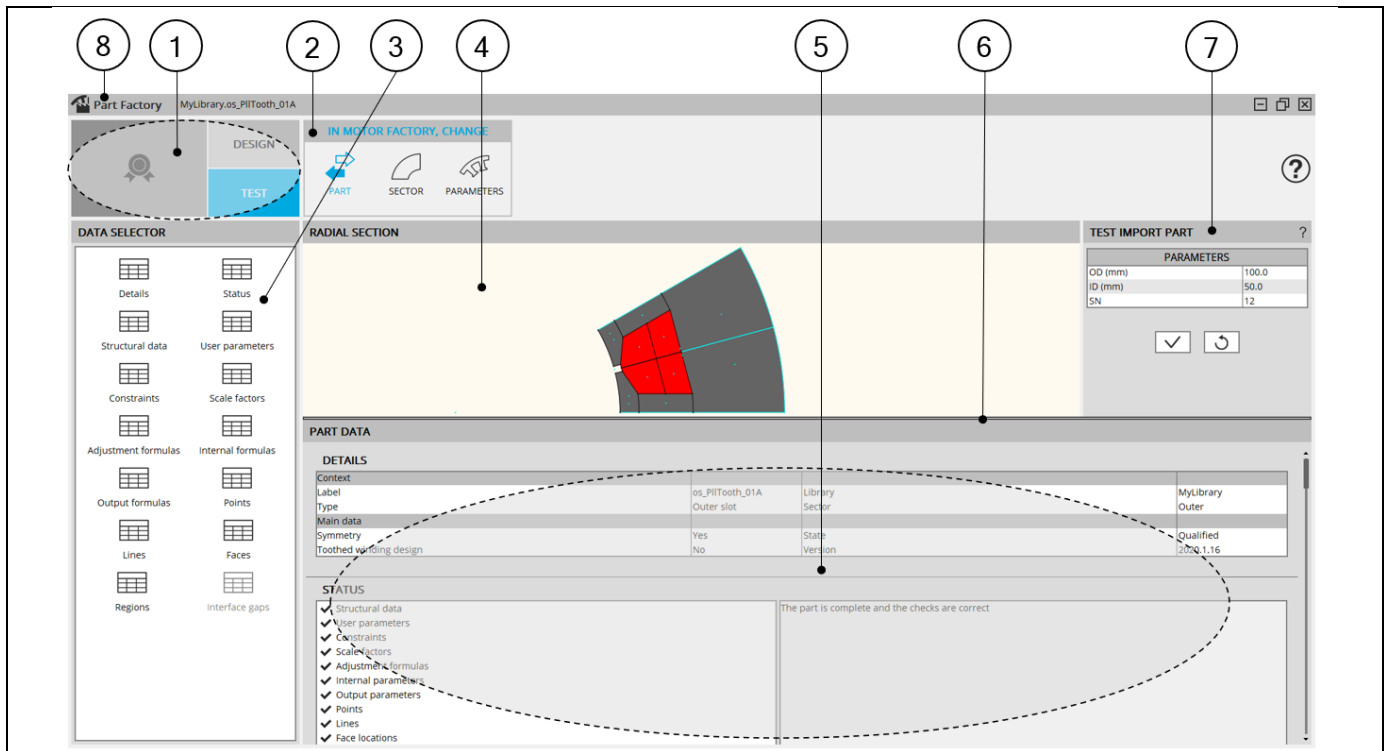 8 1 2 3 4 5 6 7
Part Factory MyLibrary.os_PllTooth_01A
DESIGN
TEST
IN MOTOR FACTORY, CHANGE
PART SECTOR PARAMETERS
?
DATA SELECTOR
Details Status
Structural data User parameters
Constraints Scale factors
Adjustment formulas Internal formulas
Output formulas Points
Lines Faces
Regions Interface gaps
RADIAL SECTION
TEST IMPORT PART ?
PARAMETERS
OD (mm) 100.0
ID (mm) 50.0
SN 12
PART DATA
DETAILS
Context
Label os_PllTooth_01A Library MyLibrary
Type Outer slot Sector Outer
Main data
Symmetry Yes State Qualified
Toothed winding design No Version 2020.1.16
STATUS
Structural data
User parameters
Constraints
Scale factors
Adjustment formulas
Internal parameters
Output parameters
Points
Lines
Face locations
The part is complete and the checks are correct